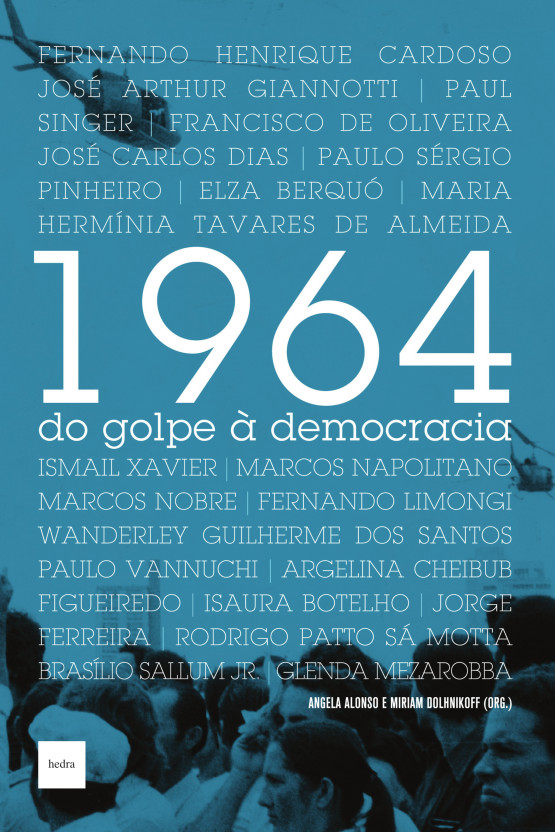 FERNANDO HENRIQUE CARDOSO
JOSÉ ARTHUR GIANNOTTI | PAUL
SINGER | FRANCISCO DE OLIVEIRA
JOSÉ CARLOS DIAS | PAULO SÉRGIO
PINHEIRO | ELZA BERQUÓ | MARIA
HERMÍNIA TAVARES DE ALMEIDA
1964
do golpe à democracia
ISMAIL XAVIER | MARCOS NAPOLITANO
MARCOS NOBRE | FERNANDO LIMONGI
WANDERLEY GUILHERME DOS SANTOS
PAULO VANNUCHI | ARGELINA CHEIBUB
FIGUEIREDO | ISAURA BOTELHO | JORGE
FERREIRA | RODRIGO PATTO SÁ MOTTA
BRASÍLIO SALLUM JR. | GLENDA MEZAROBBA
ANGELA ALONSO E MIRIAM DOLHNIKOFF (ORG.)
hedra